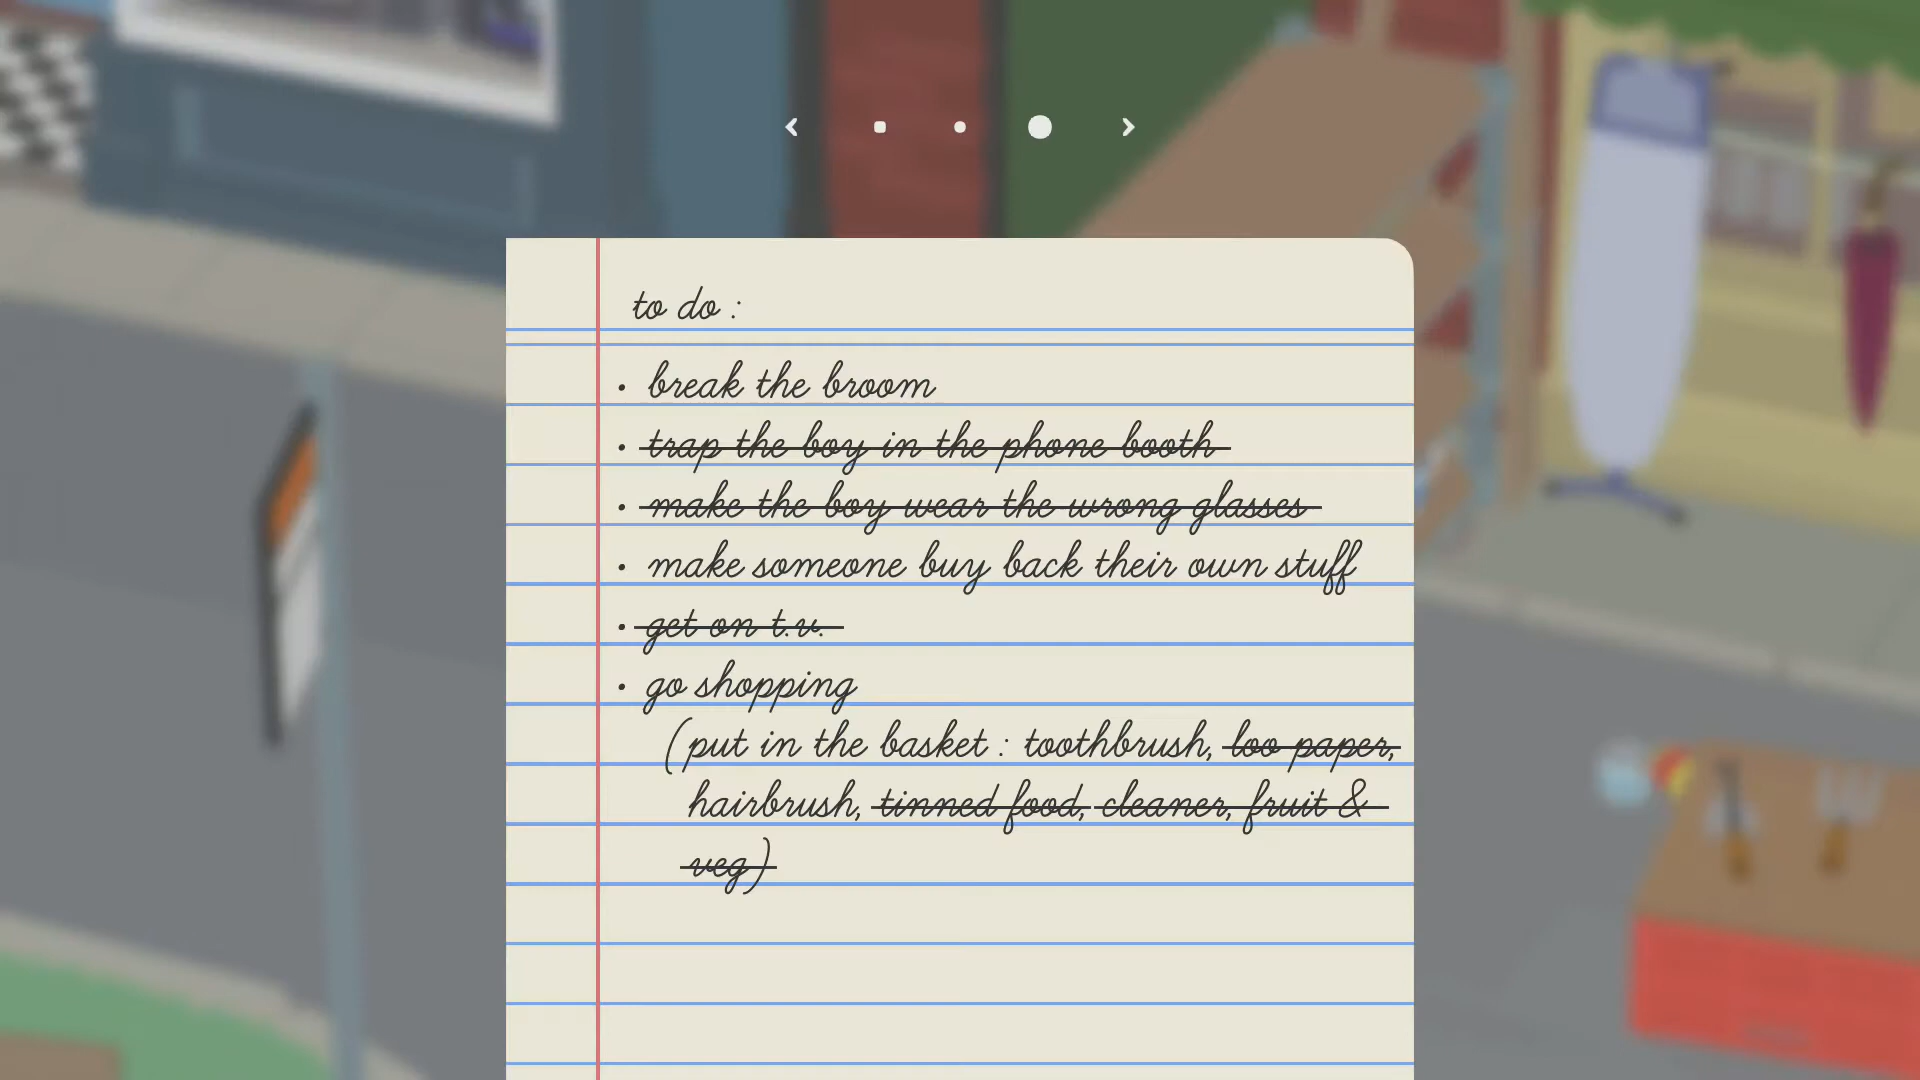 to do :
• break the broom
• trap the boy in the phone booth
• make the boy wear the wrong glasses
• make someone buy back their own stuff
• get on t.v.
• go shopping
(put in the basket : toothbrush, loo paper,
hairbrush, tinned food, cleaner, fruit &
veg)